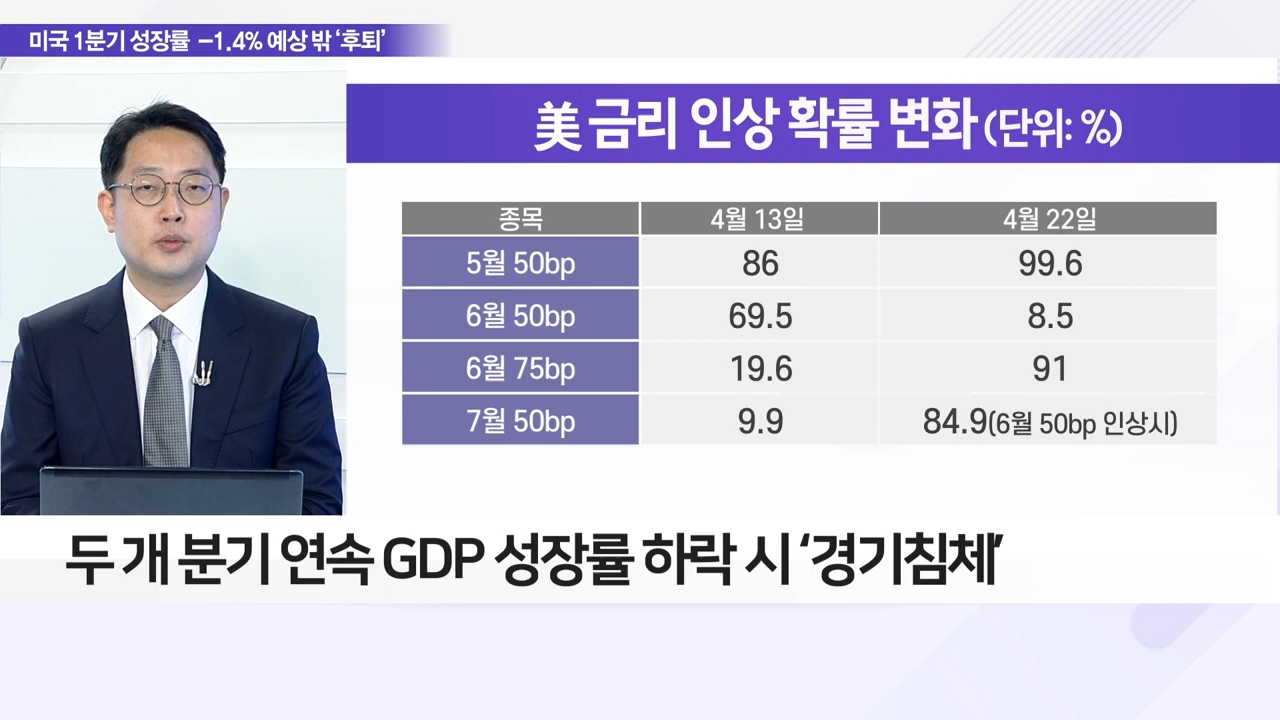 미국 1분기 성장률 -1.4% 예상 밖 '후퇴'
美 금리 인상 확률 변화 (단위: %)
종목 4월 13일 4월 22일
5월 50bp 86 99.6
6월 50bp 69.5 8.5
6월 75bp 19.6 91
7월 50bp 9.9 84.9(6월 50bp 인상시)
두 개 분기 연속 GDP 성장률 하락 시 '경기침체'